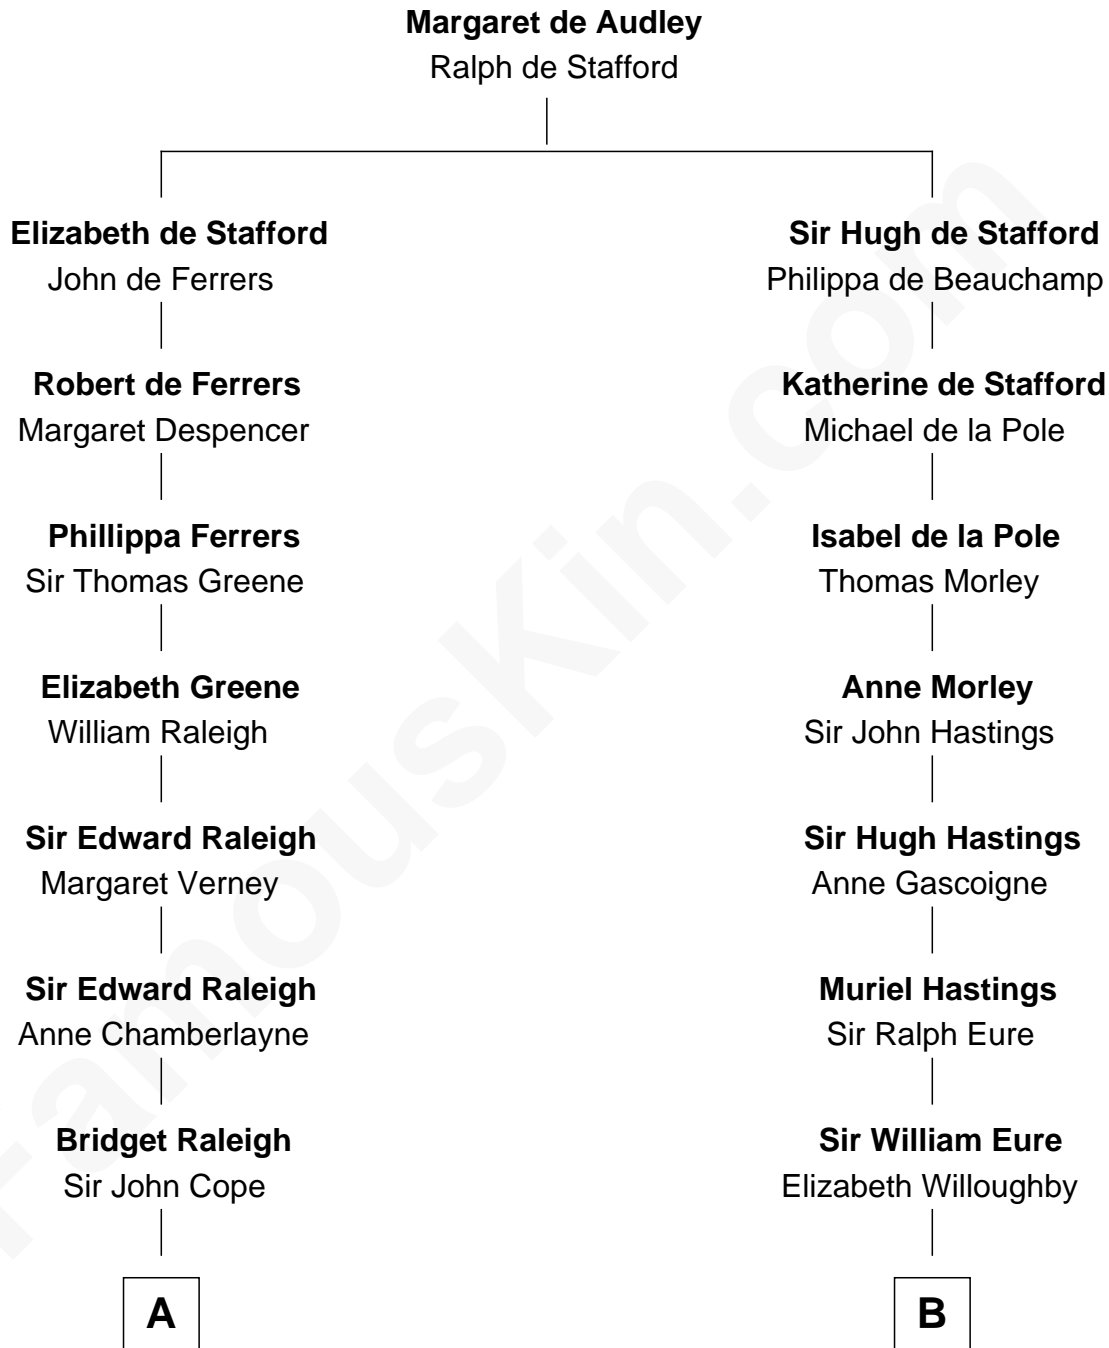 Margaret de Audley
Ralph de Stafford
Elizabeth de Stafford
John de Ferrers
Sir Hugh de Stafford
Philippa de Beauchamp
Robert de Ferrers
Margaret Despencer
Katherine de Stafford
Michael de la Pole
Phillippa Ferrers
Sir Thomas Greene
Isabel de la Pole
Thomas Morley
Elizabeth Greene
William Raleigh
Anne Morley
Sir John Hastings
Sir Edward Raleigh
Margaret Verney
Sir Hugh Hastings
Anne Gascoigne
Sir Edward Raleigh
Anne Chamberlayne
Muriel Hastings
Sir Ralph Eure
Bridget Raleigh
Sir John Cope
Sir William Eure
Elizabeth Willoughby
A
B
FamousKin.com